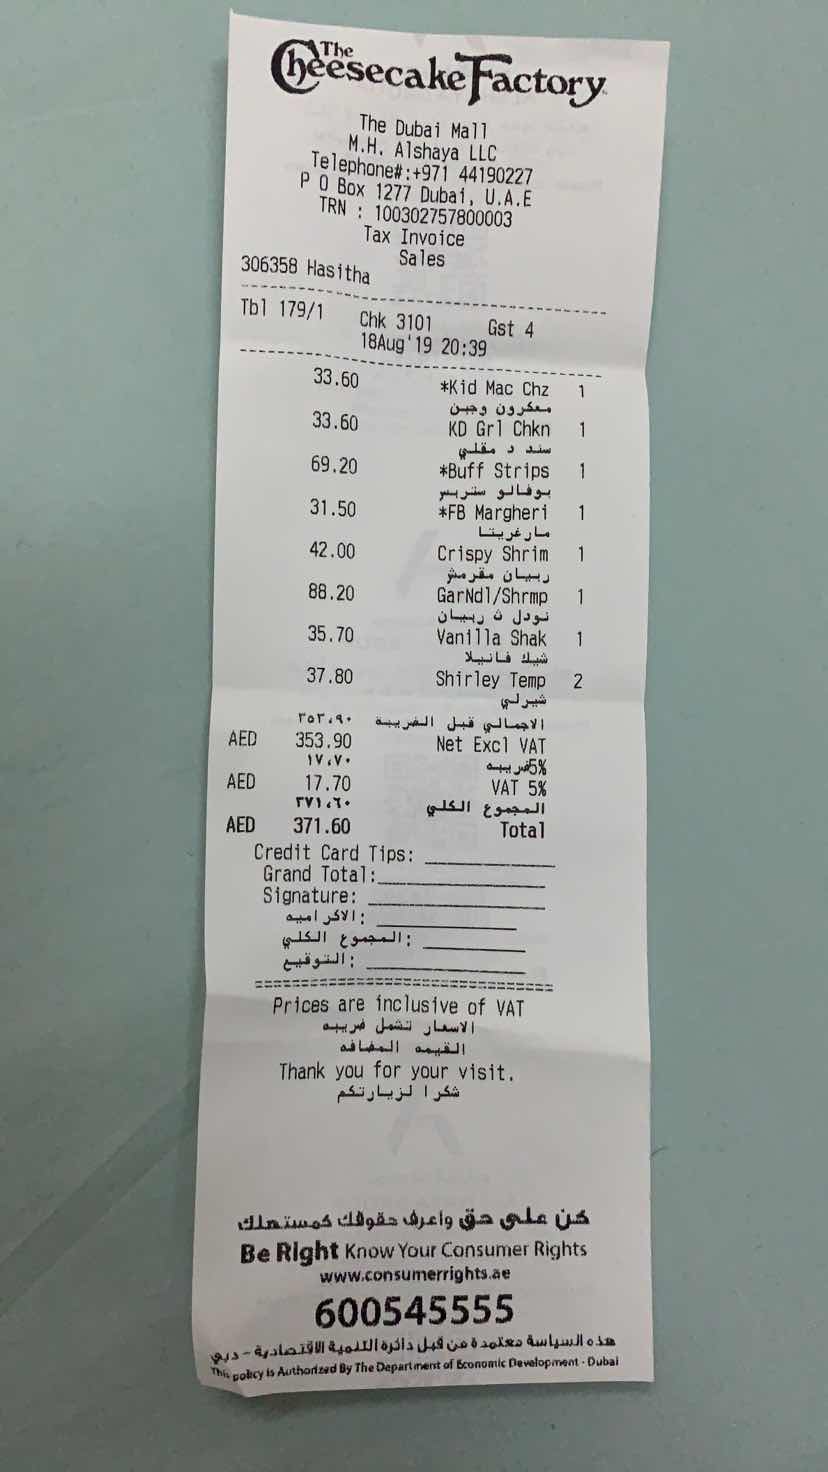 The Cheesecake Factory
The Dubai Mall
M.H. Alshaya LLC
Telephone#:+971 44190227
P O Box 1277 Dubai, U.A.E
TRN : 100302757800003
Tax Invoice
Sales
306358 Hasitha
Tbl 179/1 Chk 3101 Gst 4
18Aug'19 20:39
33.60 *Kid Mac Chz 1
معكرون وجبن
33.60 KD Grl Chkn 1
سند د مقلي
69.20 *Buff Strips 1
بوفالو ستربس
31.50 *FB Margheri 1
مارغريتا
42.00 Crispy Shrim 1
ربيان مقرمش
88.20 GarNdl/Shrmp 1
نودل ث ربيان
35.70 Vanilla Shak 1
شيك فانيلا
37.80 Shirley Temp 2
شيرلي
٣٥٣،٩٠ الاجمالي قبل الضريبة
AED 353.90 Net Excl VAT
١٧،٧٠ ضريبه5%
AED 17.70 VAT 5%
٣٧١،٦٠ المجموع الكلي
AED 371.60 Total
Credit Card Tips:
Grand Total:
Signature:
الاكراميه:
المجموع الكلي:
التوقيع:
Prices are inclusive of VAT
الاسعار تشمل ضريبه
القيمه المضافه
Thank you for your visit.
شكرا لزيارتكم
كن على حق واعرف حقوقك كمستهلك
Be Right Know Your Consumer Rights
www.consumerrights.ae
600545555
هذه السياسة معتمدة من قبل دائرة التنمية الاقتصادية - دبي
This policy is Authorized By The Department of Economic Development - Dubai